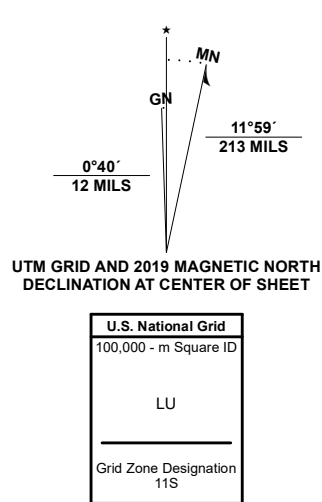 ★
MN
GN
11°59´
213 MILS
0°40´
12 MILS
UTM GRID AND 2019 MAGNETIC NORTH
DECLINATION AT CENTER OF SHEET
U.S. National Grid
100,000 - m Square ID
LU
Grid Zone Designation
11S